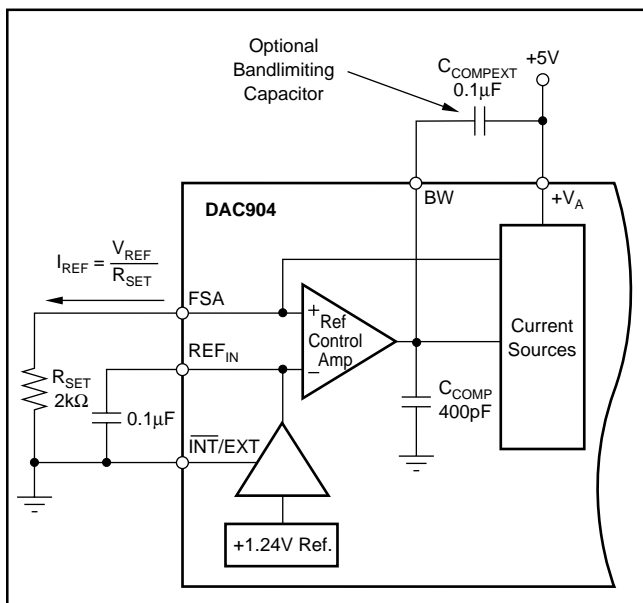 Optional
Bandlimiting
Capacitor
C_COMPEXT
0.1µF
+5V
DAC904
BW
+V_A
I_REF = V_REF / R_SET
FSA
REF_IN
+
Ref
Control
Amp
–
Current
Sources
R_SET
2kΩ
0.1µF
C_COMP
400pF
I̅N̅T̅/EXT
+1.24V Ref.